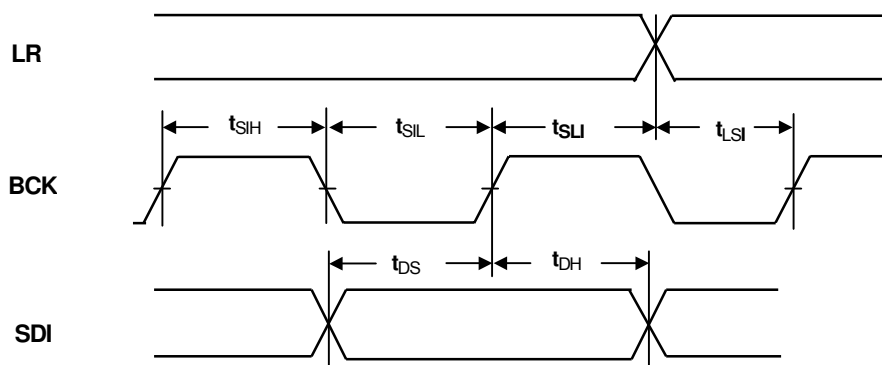 LR
tSIH tSIL tSLI tLSI
BCK
tDS tDH
SDI